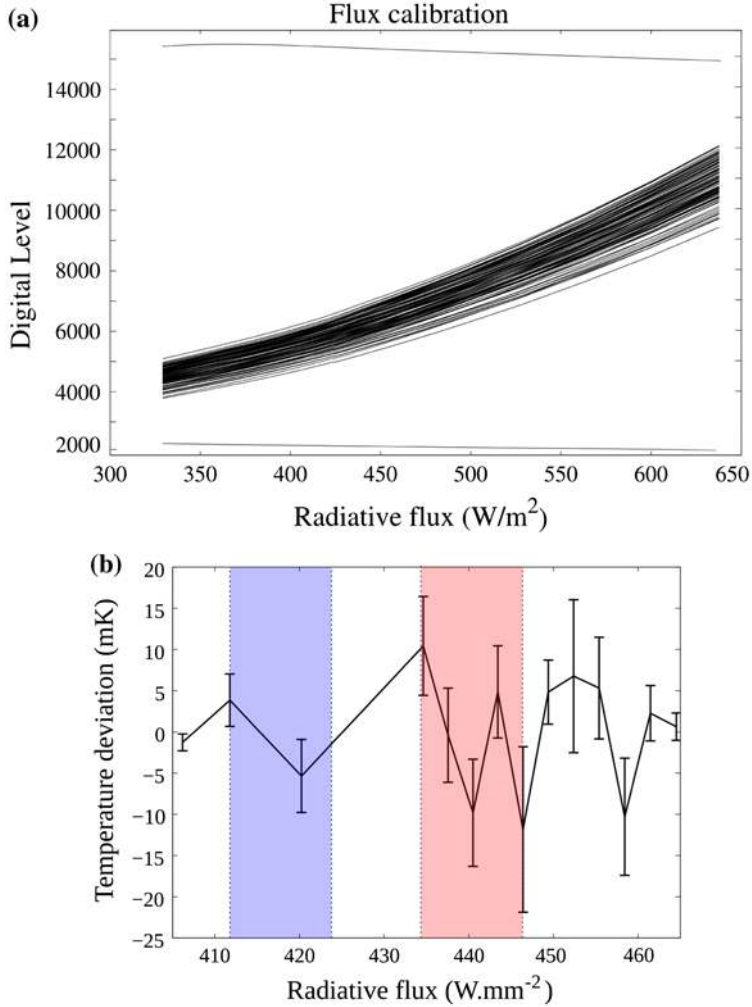 (a)
Flux calibration
Digital Level
14000
12000
10000
8000
6000
4000
2000
300 350 400 450 500 550 600 650
Radiative flux (W/m²)
(b)
Temperature deviation (mK)
20
15
10
5
0
−5
−10
−15
−20
−25
410 420 430 440 450 460
Radiative flux (W.mm⁻²)